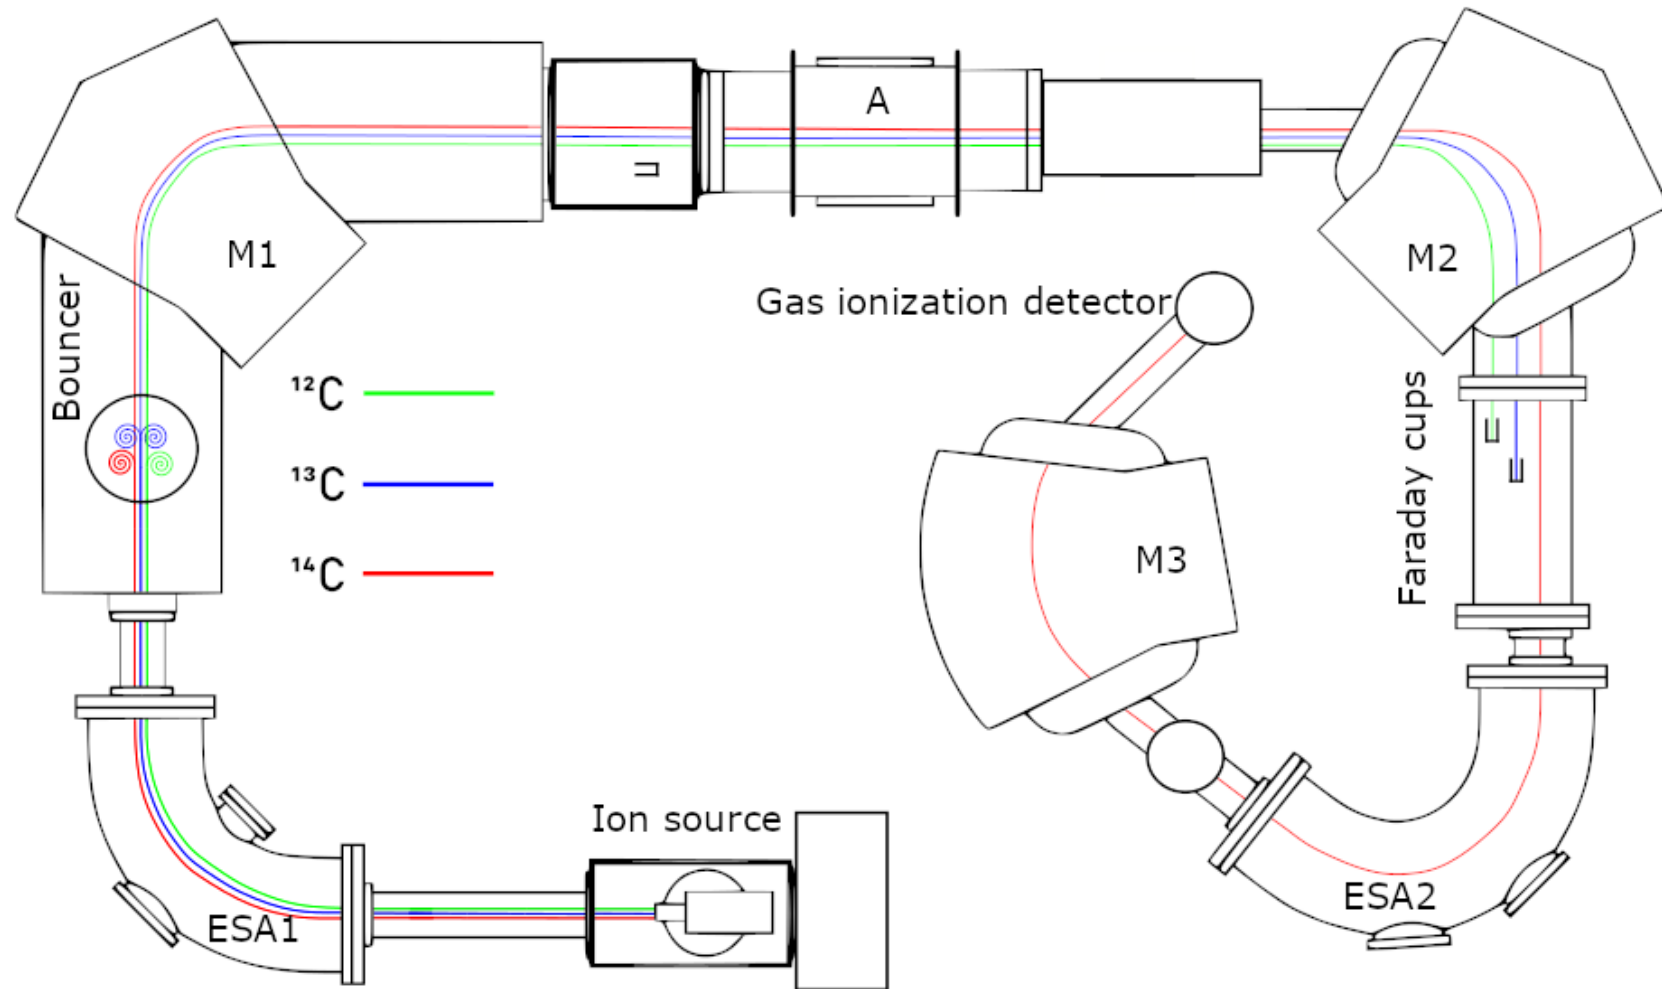 A
M1
M2
Bouncer
Gas ionization detector
¹²C
¹³C
¹⁴C
Faraday cups
M3
Ion source
ESA1
ESA2